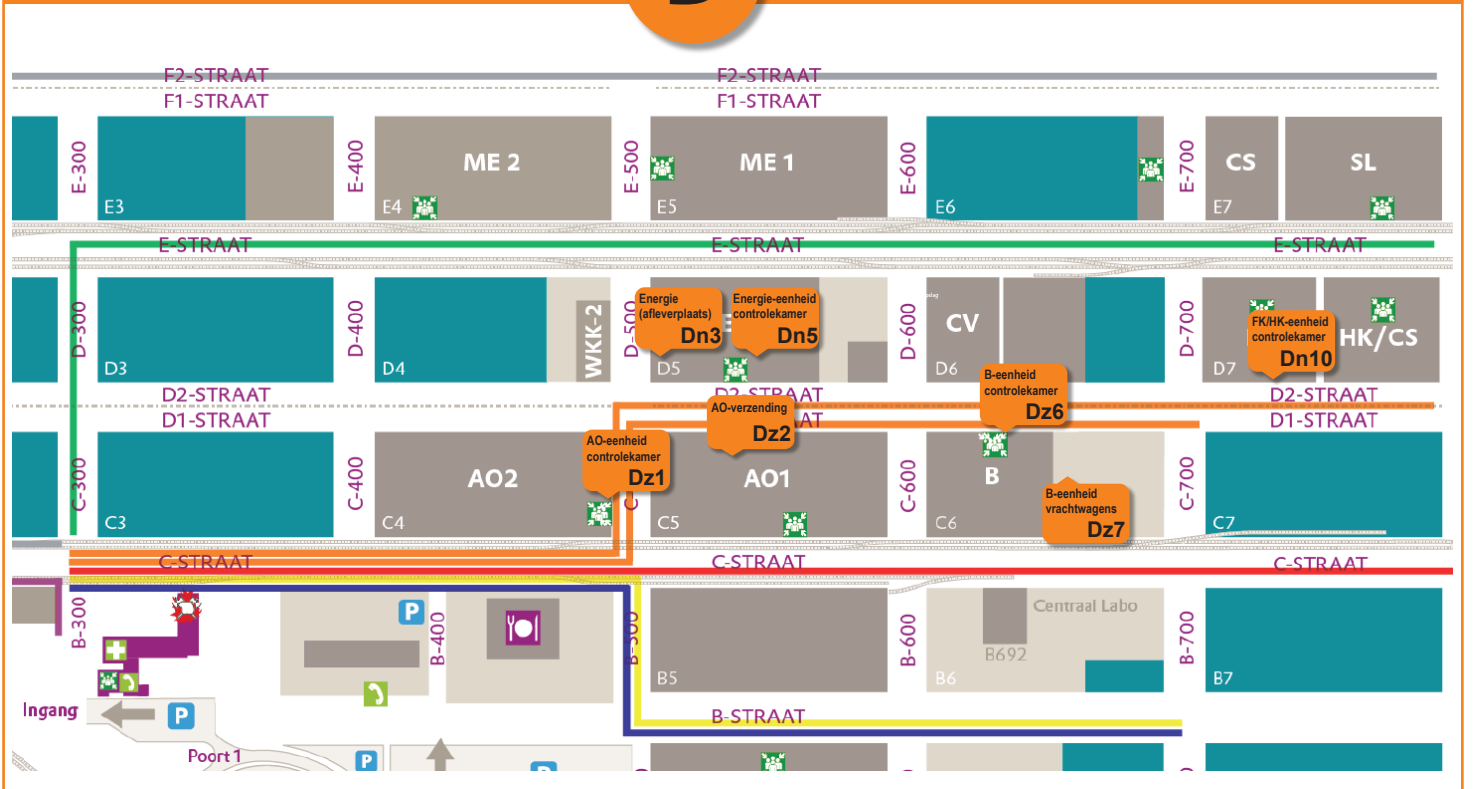 F2-STRAAT
F2-STRAAT
F1-STRAAT
F1-STRAAT
E-300
E-400
ME 2
E-500
ME 1
E-600
E-700
CS
SL
E3
E4
E5
E6
E7
E-STRAAT
E-STRAAT
E-STRAAT
D-300
D-400
WKK-2
D-500
Energie
(afleverplaats)
Dn3
Energie-eenheid
controlekamer
Dn5
D-600
CV
D-700
FK/HK-eenheid
controlekamer
Dn10
HK/CS
D3
D4
D5
D6
D7
D2-STRAAT
D2-STRAAT
D2-STRAAT
D1-STRAAT
AT
D1-STRAAT
AO-verzending
Dz2
B-eenheid
controlekamer
Dz6
C-300
C-400
AO2
AO-eenheid
controlekamer
Dz1
AO1
C-600
B
B-eenheid
vrachtwagens
Dz7
C-700
C3
C4
C5
C6
C7
C-STRAAT
C-STRAAT
C-STRAAT
B-300
P
B-400
B-500
B-600
Centraal Labo
B692
B-700
B5
B6
B7
Ingang
P
B-STRAAT
Poort 1
P